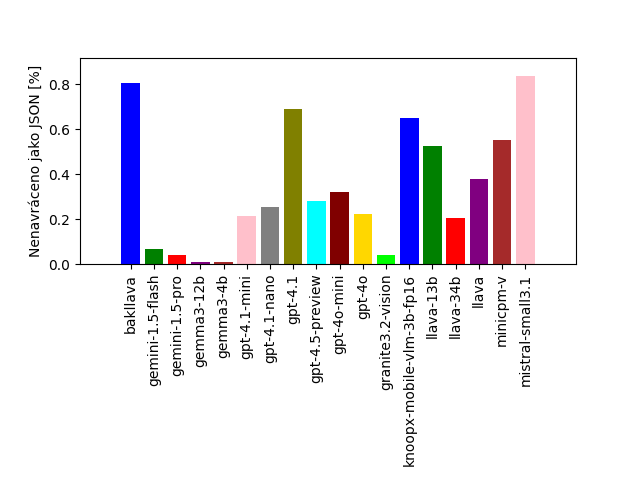 Nenavráceno jako JSON [%]
0.8
0.6
0.4
0.2
0.0
bakllava
gemini-1.5-flash
gemini-1.5-pro
gemma3-12b
gemma3-4b
gpt-4.1-mini
gpt-4.1-nano
gpt-4.1
gpt-4.5-preview
gpt-4o-mini
gpt-4o
granite3.2-vision
knoopx-mobile-vlm-3b-fp16
llava-13b
llava-34b
llava
minicpm-v
mistral-small3.1